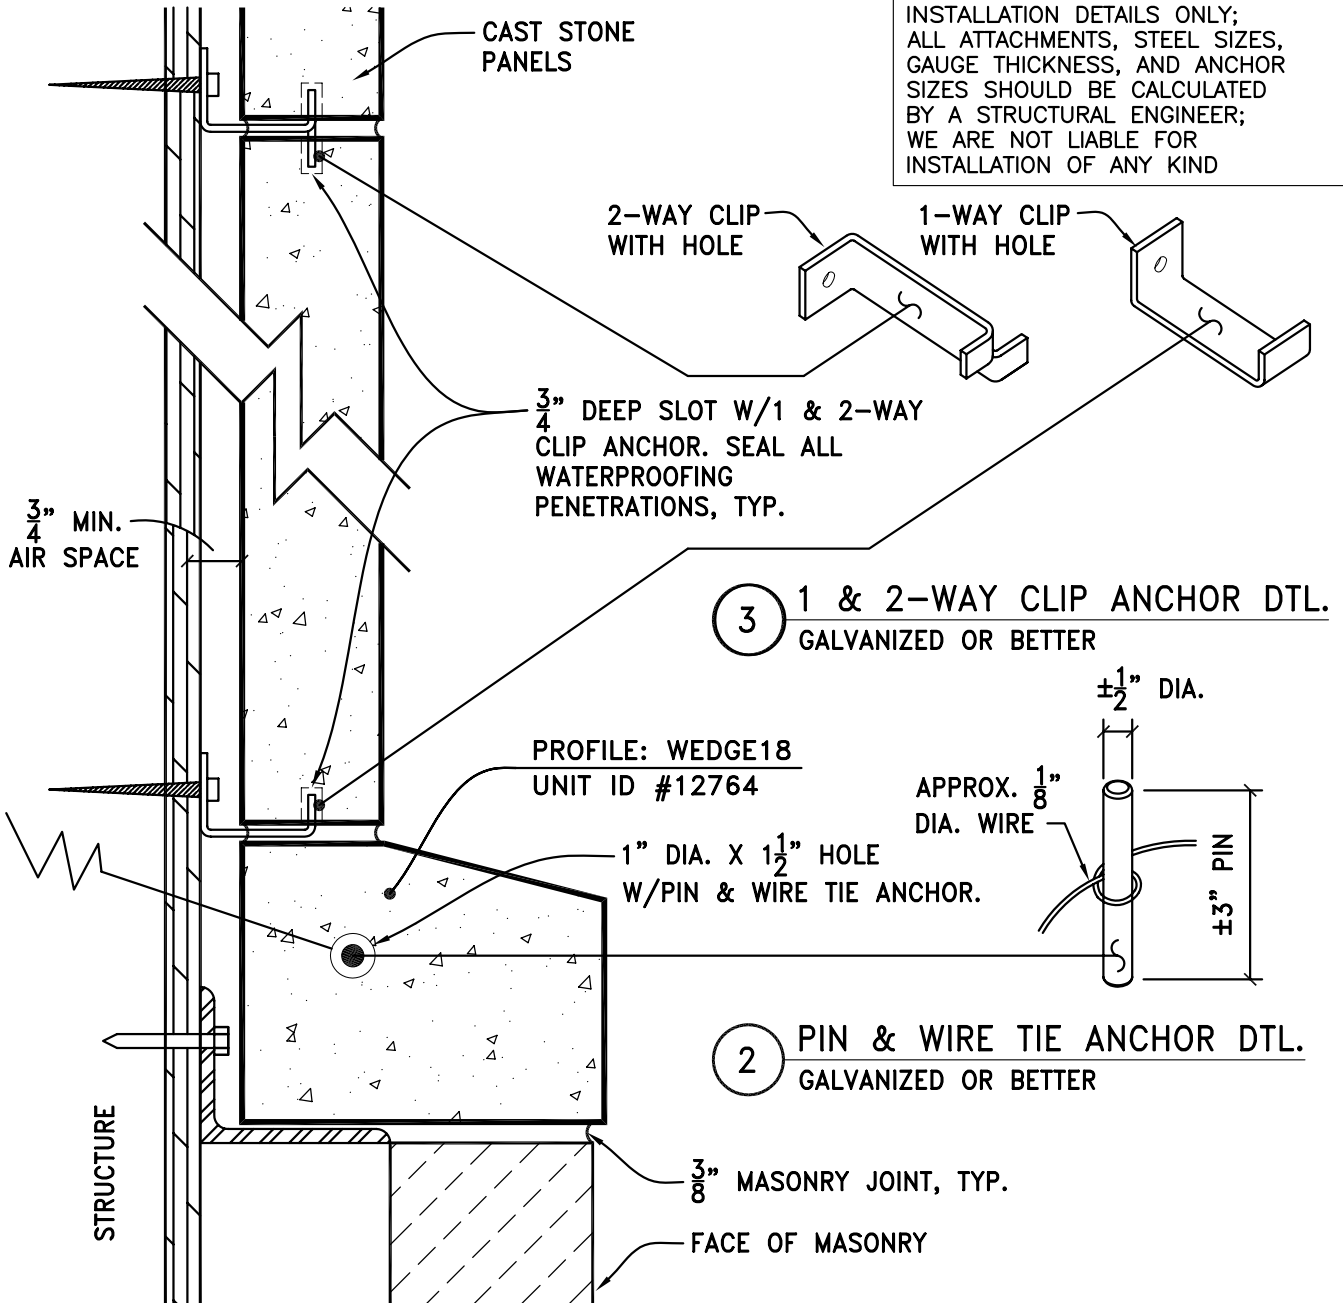 INSTALLATION DETAILS ONLY;
ALL ATTACHMENTS, STEEL SIZES,
GAUGE THICKNESS, AND ANCHOR
SIZES SHOULD BE CALCULATED
BY A STRUCTURAL ENGINEER;
WE ARE NOT LIABLE FOR
INSTALLATION OF ANY KIND
CAST STONE
PANELS
2-WAY CLIP
WITH HOLE
1-WAY CLIP
WITH HOLE
3/4" DEEP SLOT W/1 & 2-WAY
CLIP ANCHOR. SEAL ALL
WATERPROOFING
PENETRATIONS, TYP.
3/4" MIN.
AIR SPACE
3
1 & 2-WAY CLIP ANCHOR DTL.
GALVANIZED OR BETTER
±1/2" DIA.
PROFILE: WEDGE18
UNIT ID #12764
APPROX. 1/8"
DIA. WIRE
±3" PIN
1" DIA. X 1 1/2" HOLE
W/PIN & WIRE TIE ANCHOR.
2
PIN & WIRE TIE ANCHOR DTL.
GALVANIZED OR BETTER
STRUCTURE
3/8" MASONRY JOINT, TYP.
FACE OF MASONRY